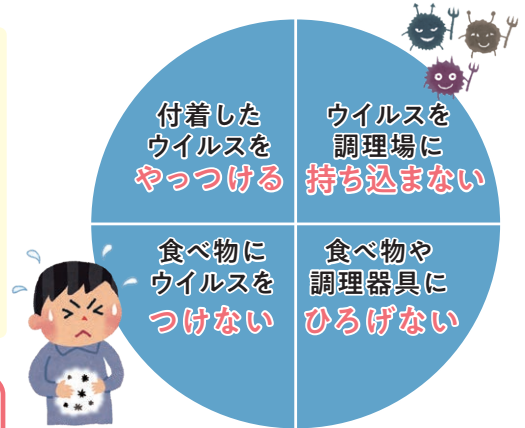 付着した
ウイルスを
やっつける
ウイルスを
調理場に
持ち込まない
食べ物に
ウイルスを
つけない
食べ物や
調理器具に
ひろげない